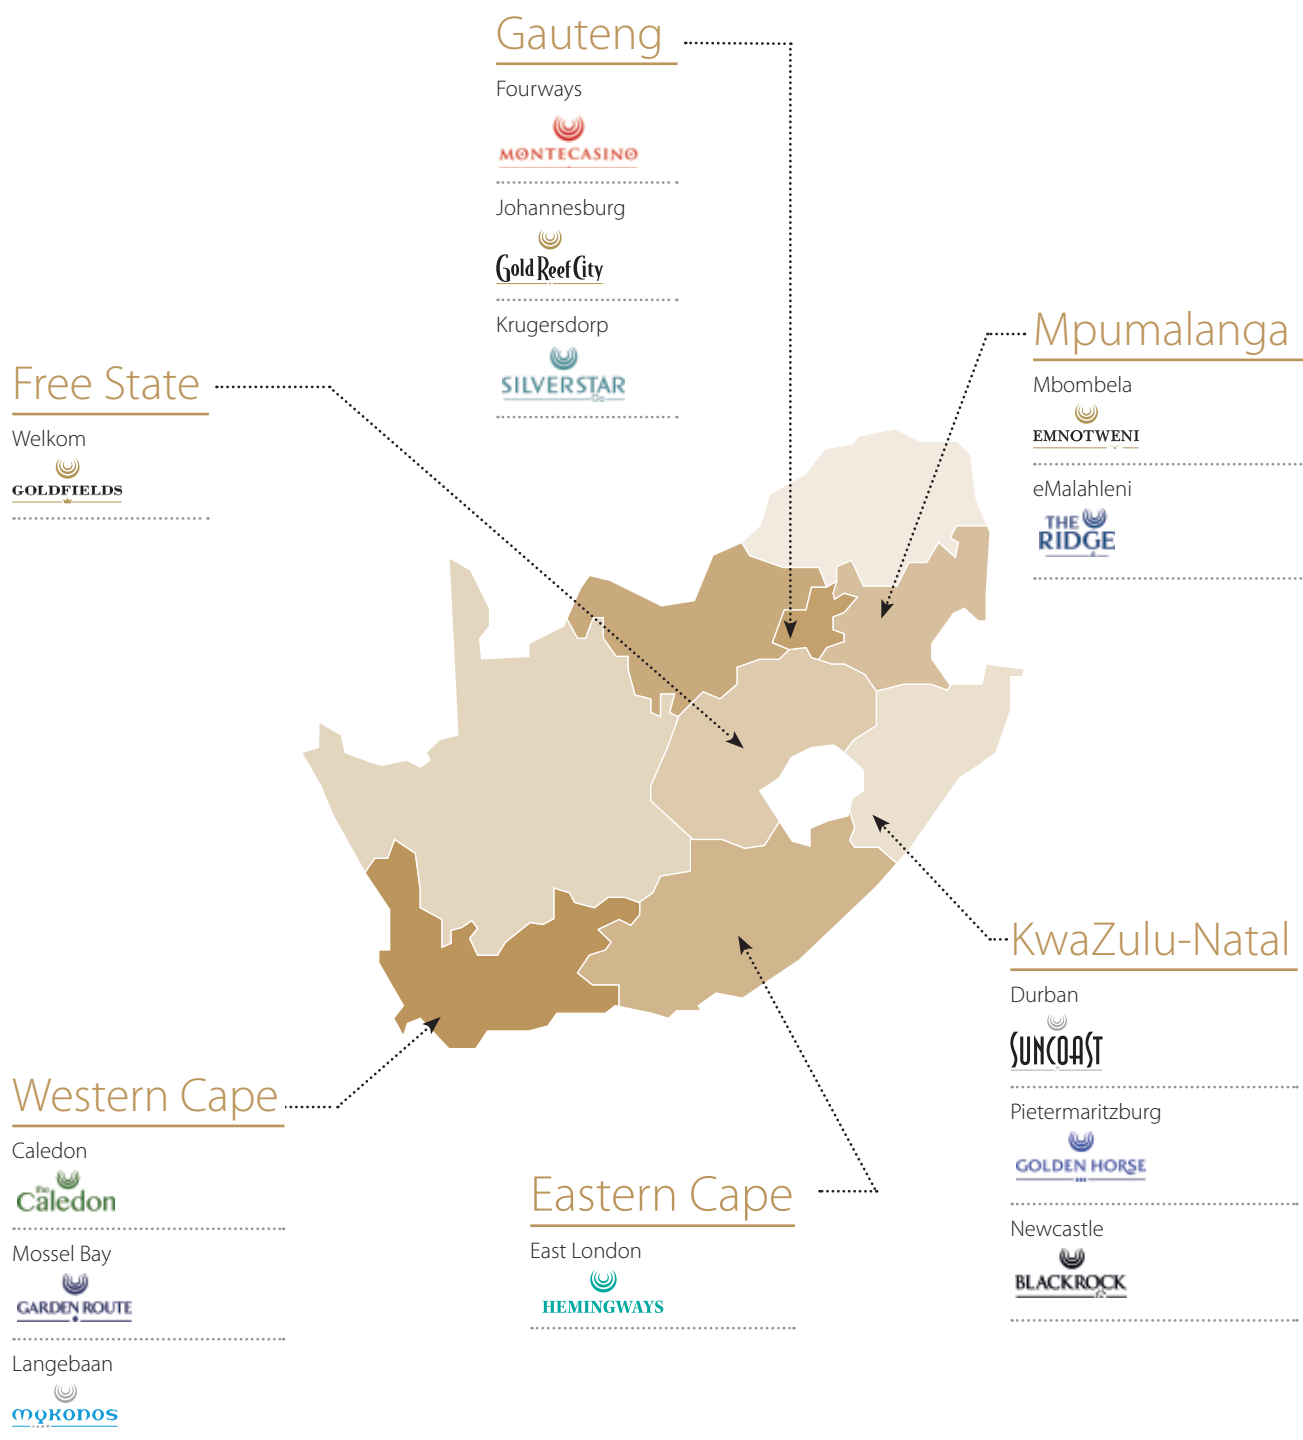 Gauteng
Fourways
MONTECASINO
Johannesburg
Gold Reef City
Krugersdorp
SILVERSTAR
Mpumalanga
Mbombela
EMNOTWENI
eMalahleni
THE
RIDGE
Free State
Welkom
GOLDFIELDS
KwaZulu-Natal
Durban
SUNCOAST
Pietermaritzburg
GOLDEN HORSE
Newcastle
BLACKROCK
Western Cape
Caledon
the
Caledon
Mossel Bay
GARDEN ROUTE
Langebaan
mykonos
Eastern Cape
East London
HEMINGWAYS